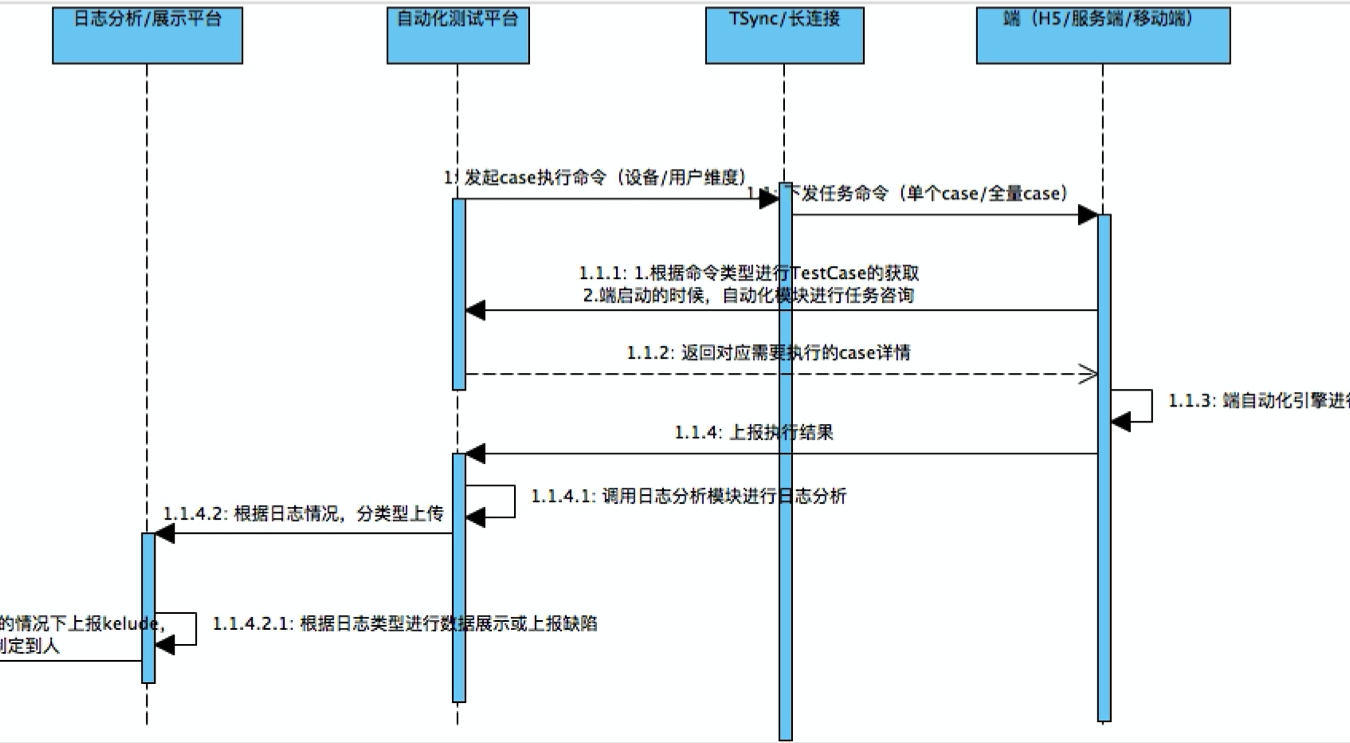 日志分析/展示平台
自动化测试平台
TSync/长连接
端（H5/服务端/移动端）
1: 发起case执行命令（设备/用户维度）
1.1: 下发任务命令（单个case/全量case）
1.1.1: 1.根据命令类型进行TestCase的获取
2.端启动的时候，自动化模块进行任务咨询
1.1.2: 返回对应需要执行的case详情
1.1.3: 端自动化引擎进行
1.1.4: 上报执行结果
1.1.4.1: 调用日志分析模块进行日志分析
1.1.4.2: 根据日志情况，分类型上传
的情况下上报kelude，
1.1.4.2.1: 根据日志类型进行数据展示或上报缺陷
定到人